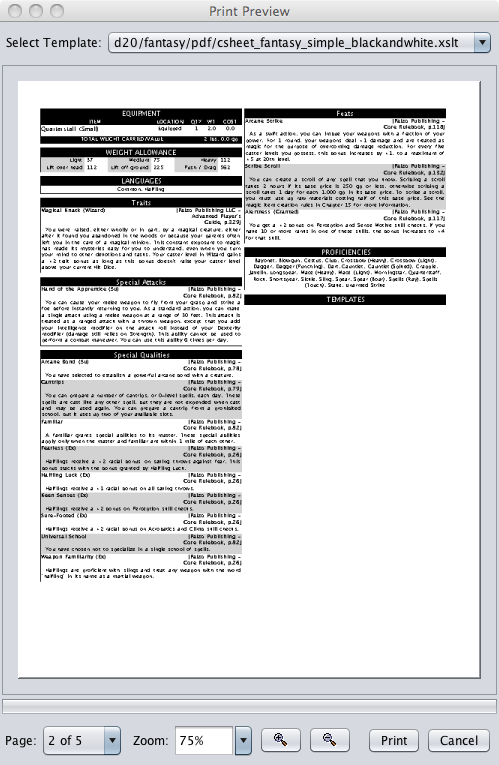 Print Preview
Select Template: d20/fantasy/pdf/csheet_fantasy_simple_blackandwhite.xslt
EQUIPMENT
ITEM LOCATION QTY WT COST
Quarterstaff (Small) Equipped 1 2.0 0.0
TOTAL WEIGHT CARRIED/VALUE 2 lbs. 0.0 gp
WEIGHT ALLOWANCE
Light 37 Medium 75 Heavy 112
Lift over head 112 Lift off ground 225 Push / Drag 562
LANGUAGES
Common, Halfling
Traits
Magical Knack (Wizard) [Paizo Publishing LLC -
Advanced Player's
Guide, p.329]
You were raised, either wholly or in part, by a magical creature, either
after it found you abandoned in the woods or because your parents often
left you in the care of a magical minion. This constant exposure to magic
has made its mysteries easy for you to understand, even when you turn
your mind to other devotions and tasks. Your caster level in Wizard gains
a +2 trait bonus as long as this bonus doesn't raise your caster level
above your current Hit Dice.
Special Attacks
Hand of the Apprentice (Su) [Paizo Publishing -
Core Rulebook, p.82]
You can cause your melee weapon to fly from your grasp and strike a
foe before instantly returning to you. As a standard action, you can make
a single attack using a melee weapon at a range of 30 feet. This attack is
treated as a ranged attack with a thrown weapon, except that you add
your Intelligence modifier on the attack roll instead of your Dexterity
modifier (damage still relies on Strength). This ability cannot be used to
perform a combat maneuver. You can use this ability 6 times per day.
Special Qualities
Arcane Bond (Su) [Paizo Publishing -
Core Rulebook, p.78]
You have selected to establish a powerful arcane bond with a creature.
Cantrips [Paizo Publishing -
Core Rulebook, p.79]
You can prepare a number of cantrips, or 0-level spells, each day. These
spells are cast like any other spell, but they are not expended when cast
and may be used again. You can prepare a cantrip from a prohibited
school, but it uses up two of your available slots.
Familiar [Paizo Publishing -
Core Rulebook, p.82]
A familiar grants special abilities to its master. These special abilities
apply only when the master and familiar are within 1 mile of each other.
Fearless (Ex) [Paizo Publishing -
Core Rulebook, p.26]
Halflings receive a +2 racial bonus on all saving throws against fear. This
bonus stacks with the bonus granted by Halfling Luck.
Halfling Luck (Ex) [Paizo Publishing -
Core Rulebook, p.26]
Halflings receive a +1 racial bonus on all saving throws.
Keen Senses (Ex) [Paizo Publishing -
Core Rulebook, p.26]
Halflings receive a +2 bonus on Perception skill checks.
Sure-Footed (Ex) [Paizo Publishing -
Core Rulebook, p.26]
Halflings receive a +2 racial bonus on Acrobatics and Climb skill checks.
Universal School [Paizo Publishing -
Core Rulebook, p.82]
You have chosen not to specialize in a single school of spells.
Weapon Familiarity (Ex) [Paizo Publishing -
Core Rulebook, p.26]
Halflings are proficient with slings and treat any weapon with the word
'halfling' in its name as a martial weapon.
Feats
Arcane Strike [Paizo Publishing -
Core Rulebook, p.118]
As a swift action, you can imbue your weapons with a fraction of your
power. For 1 round, your weapons deal +1 damage and are treated as
magic for the purpose of overcoming damage reduction. For every five
caster levels you possess, this bonus increases by +1, to a maximum of
+5 at 20th level.
Scribe Scroll [Paizo Publishing -
Core Rulebook, p.132]
You can create a scroll of any spell that you know. Scribing a scroll
takes 2 hours if its base price is 250 gp or less, otherwise scribing a
scroll takes 1 day for each 1,000 gp in its base price. To scribe a scroll,
you must use up raw materials costing half of this base price. See the
magic item creation rules in Chapter 15 for more information.
Alertness (Granted) [Paizo Publishing -
Core Rulebook, p.117]
You get a +2 bonus on Perception and Sense Motive skill checks. If you
have 10 or more ranks in one of these skills, the bonus increases to +4
for that skill.
PROFICIENCIES
Bayonet, Blowgun, Cestus, Club, Crossbow (Heavy), Crossbow (Light),
Dagger, Dagger (Punching), Dart, Gauntlet, Gauntlet (Spiked), Grapple,
Javelin, Longspear, Mace (Heavy), Mace (Light), Morningstar, Quarterstaff,
Rock, Shortspear, Sickle, Sling, Spear, Spear (Boar), Spells (Ray), Spells
(Touch), Stake, Unarmed Strike
TEMPLATES
Page: 2 of 5 Zoom: 75% Print Cancel